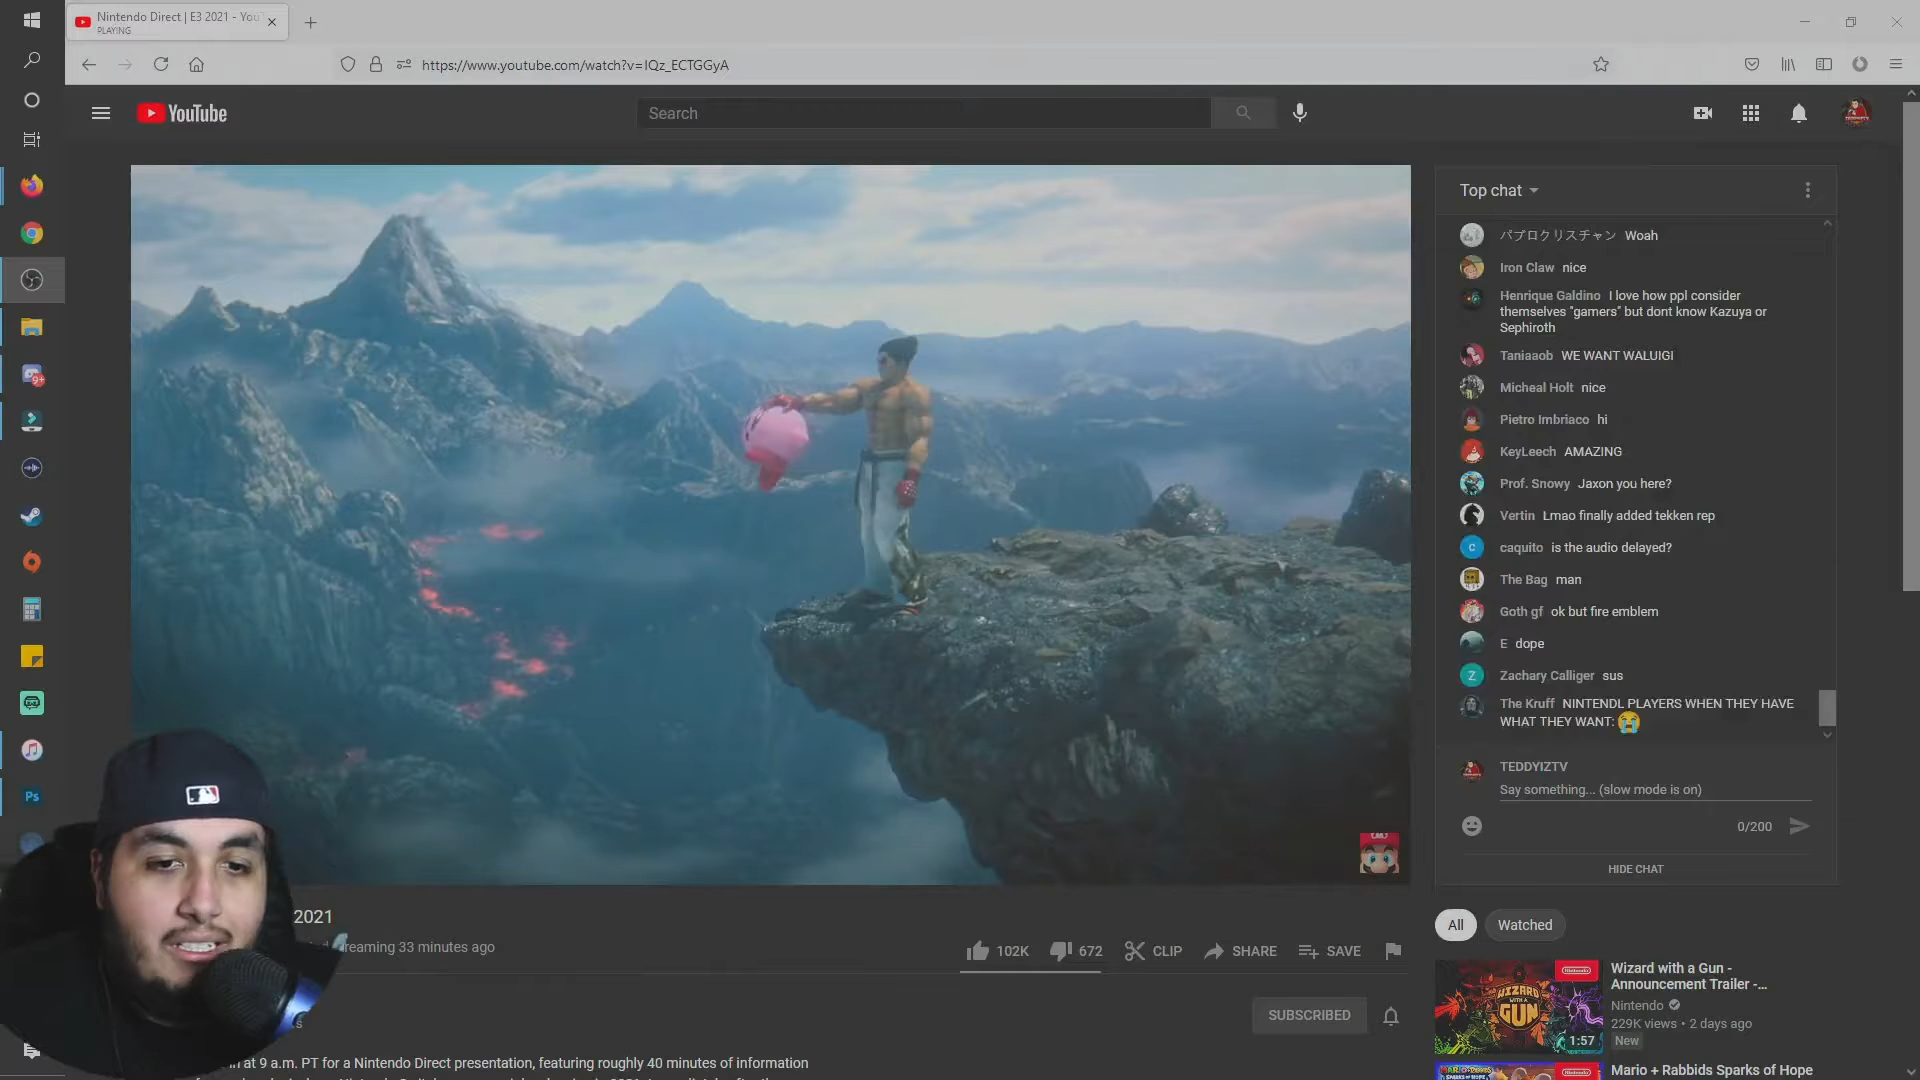 Nintendo Direct | E3 2021 - You
PLAYING
https://www.youtube.com/watch?v=IQz_ECTGGyA
YouTube
Search
Top chat
パブロクリスチャン Woah
Iron Claw nice
Henrique Galdino I love how ppl consider
themselves "gamers" but dont know Kazuya or
Sephiroth
Taniaaob WE WANT WALUIGI
Micheal Holt nice
Pietro Imbriaco hi
KeyLeech AMAZING
Prof. Snowy Jaxon you here?
Vertin Lmao finally added tekken rep
caquito is the audio delayed?
The Bag man
Goth gf ok but fire emblem
E dope
Zachary Calliger sus
The Kruff NINTENDL PLAYERS WHEN THEY HAVE
WHAT THEY WANT: 😭
TEDDYIZTV
Say something... (slow mode is on)
0/200
HIDE CHAT
9+
Ps
2021
reaming 33 minutes ago
102K
672
CLIP
SHARE
SAVE
SUBSCRIBED
at 9 a.m. PT for a Nintendo Direct presentation, featuring roughly 40 minutes of information
All
Watched
WIZARD
WITH A
GUN
Nintendo
1:57
Wizard with a Gun -
Announcement Trailer -...
Nintendo
229K views • 2 days ago
New
Mario + Rabbids Sparks of Hope